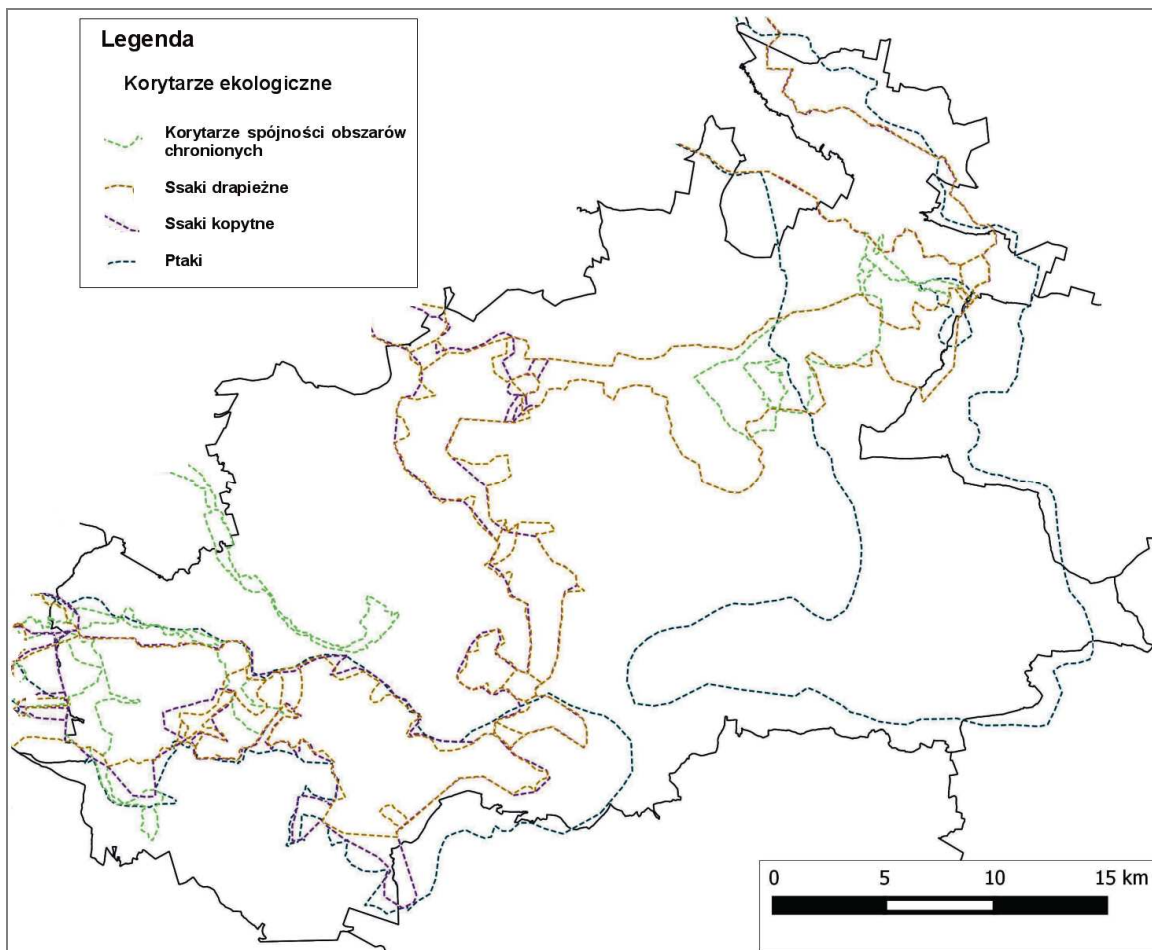 Legenda
Korytarze ekologiczne
Korytarze spójności obszarów
chronionych
Ssaki drapieżne
Ssaki kopytne
Ptaki
0 5 10 15 km